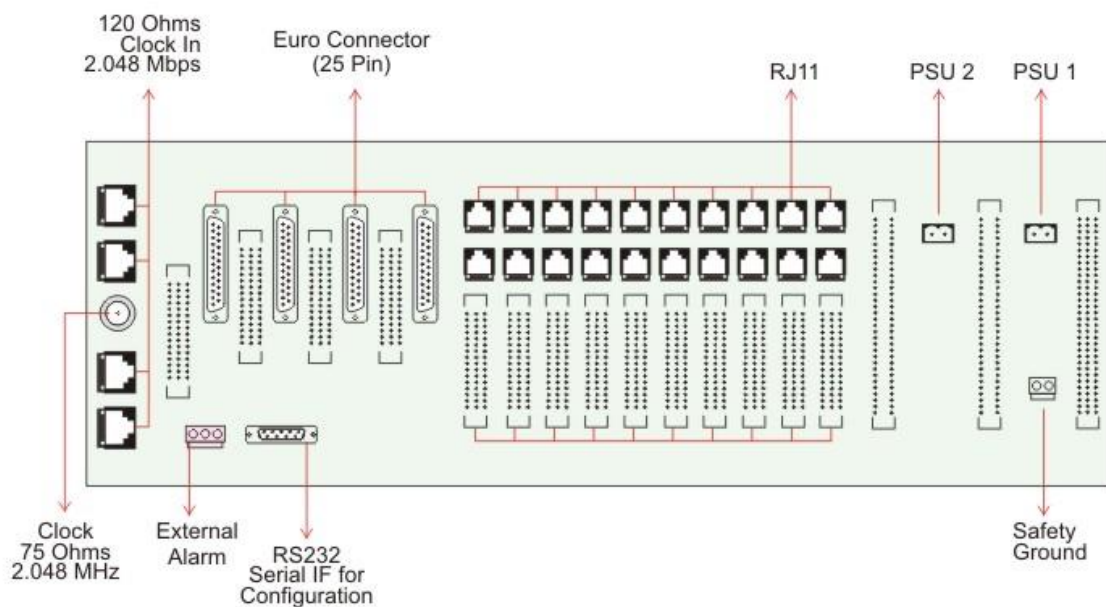 120 Ohms
Clock In
2.048 Mbps
Euro Connector
(25 Pin)
RJ11
PSU 2
PSU 1
Clock
75 Ohms
2.048 MHz
External
Alarm
RS232
Serial IF for
Configuration
Safety
Ground